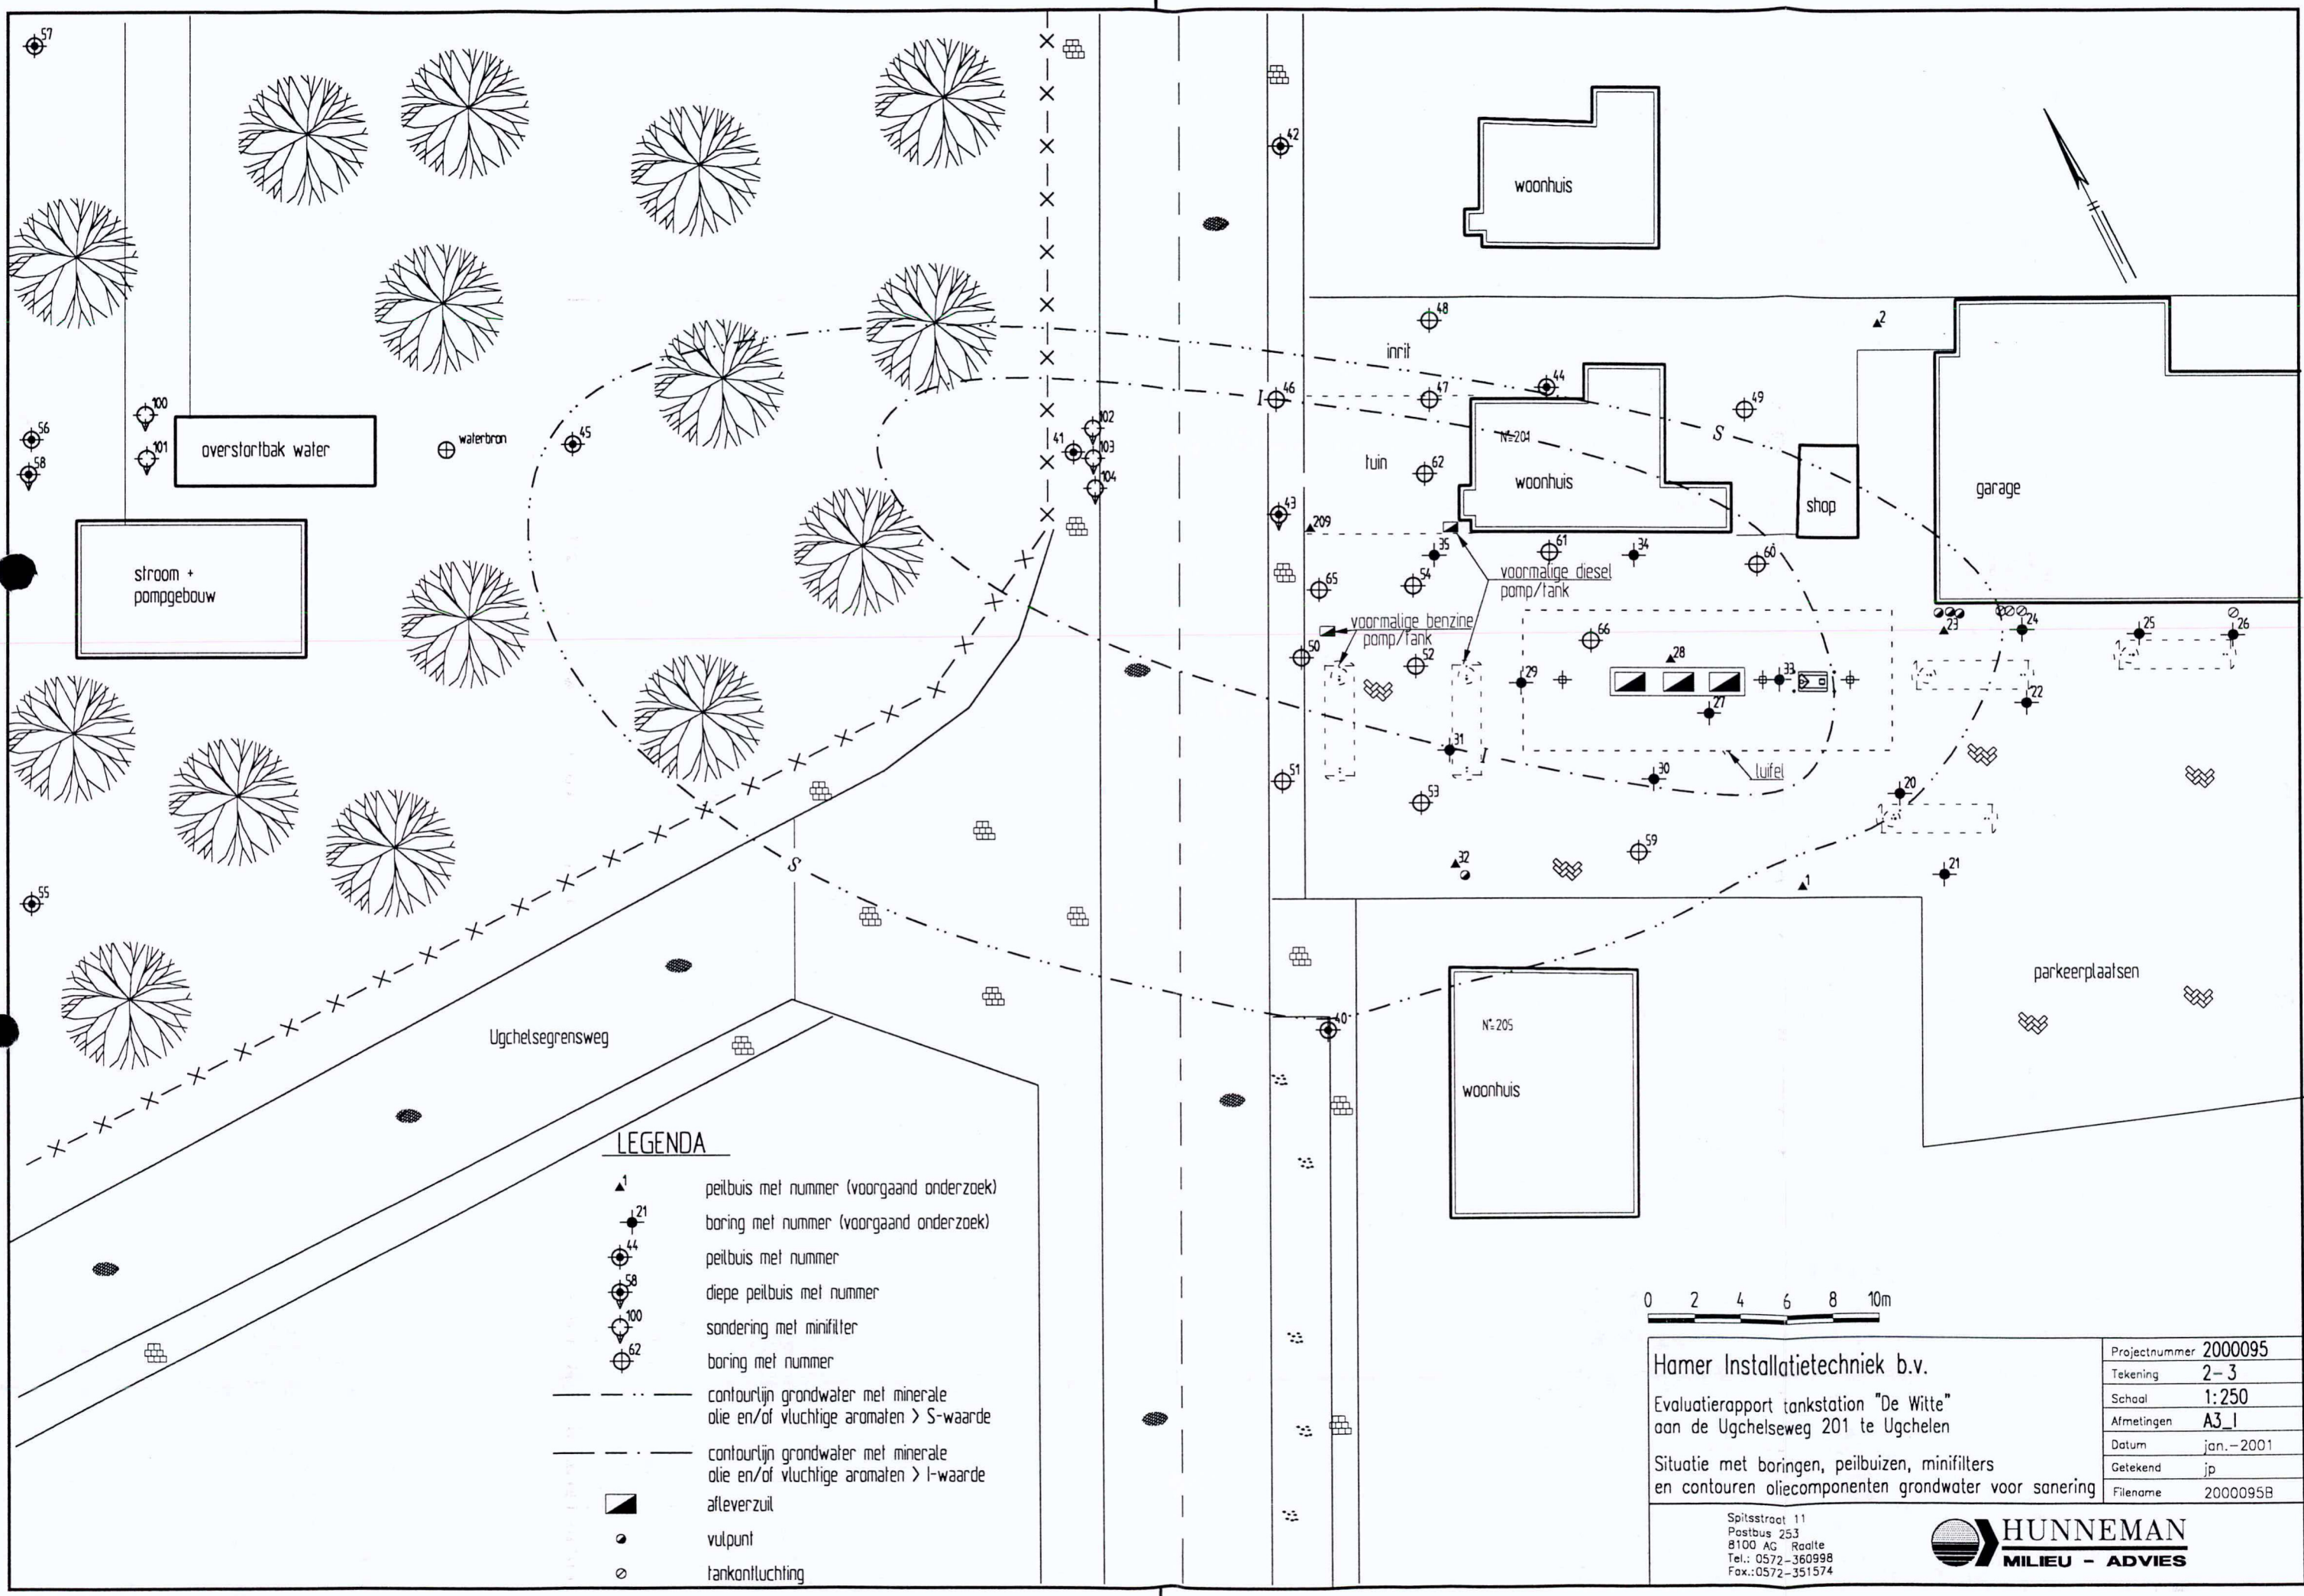 57
42
woonhuis
48
2
inrit
44
46
47
49
I
S
100
102
56
101
overstortbak water
waterbron
45
41
103
58
104
N°=201
tuin
62
woonhuis
garage
shop
43
209
35
61
34
60
stroom +
pompgebouw
65
54
voormalige diesel
pomp/tank
voormalige benzine
pomp/tank
66
23
24
25
26
50
52
28
29
33
22
27
31
I
luifel
51
30
20
53
59
S
32
1
21
55
parkeerplaatsen
40
N°=205
woonhuis
Ugchelsegrensweg
LEGENDA
1
peilbuis met nummer (voorgaand onderzoek)
21
boring met nummer (voorgaand onderzoek)
44
peilbuis met nummer
58
diepe peilbuis met nummer
100
sondering met minifilter
62
boring met nummer
contourlijn grondwater met minerale
olie en/of vluchtige aromaten > S-waarde
contourlijn grondwater met minerale
olie en/of vluchtige aromaten > I-waarde
afleverzuil
vulpunt
tankontluchting
0 2 4 6 8 10m
Hamer Installatietechniek b.v.
Evaluatierapport tankstation "De Witte"
aan de Ugchelseweg 201 te Ugchelen
Situatie met boringen, peilbuizen, minifilters
en contouren oliecomponenten grondwater voor sanering
Projectnummer 2000095
Tekening 2-3
Schaal 1:250
Afmetingen A3_I
Datum jan.-2001
Getekend jp
Filename 2000095B
Spitsstraat 11
Postbus 253
8100 AG Raalte
Tel.: 0572-360998
Fax.:0572-351574
HUNNEMAN
MILIEU - ADVIES